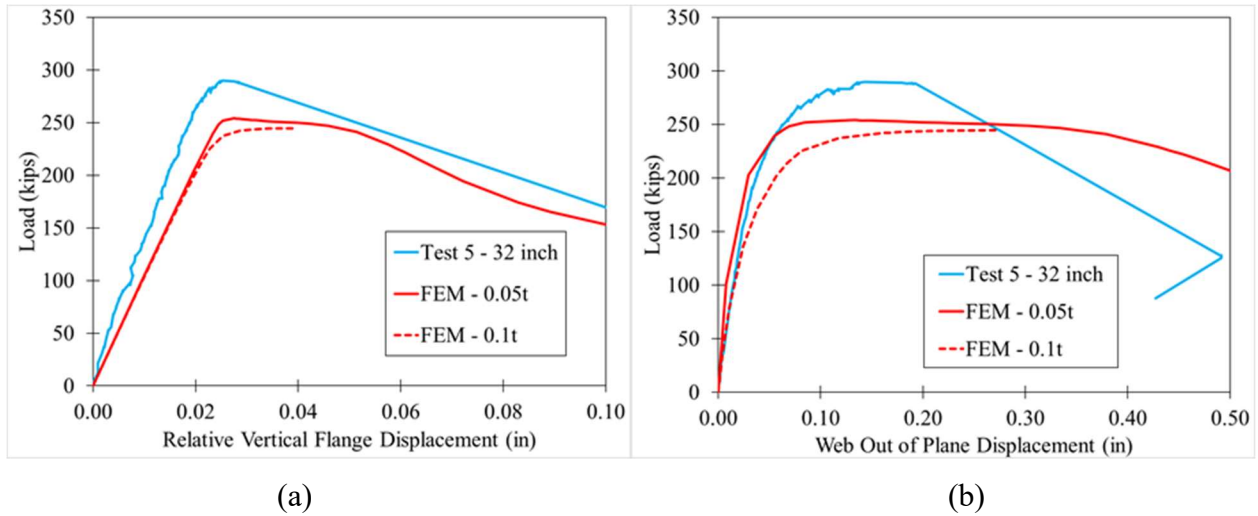 350
300
250
200
150
100
50
0
Load (kips)
Test 5 - 32 inch
FEM - 0.05t
FEM - 0.1t
0.00 0.02 0.04 0.06 0.08 0.10
Relative Vertical Flange Displacement (in)
(a)
350
300
250
200
150
100
50
0
Load (kips)
Test 5 - 32 inch
FEM - 0.05t
FEM - 0.1t
0.00 0.10 0.20 0.30 0.40 0.50
Web Out of Plane Displacement (in)
(b)